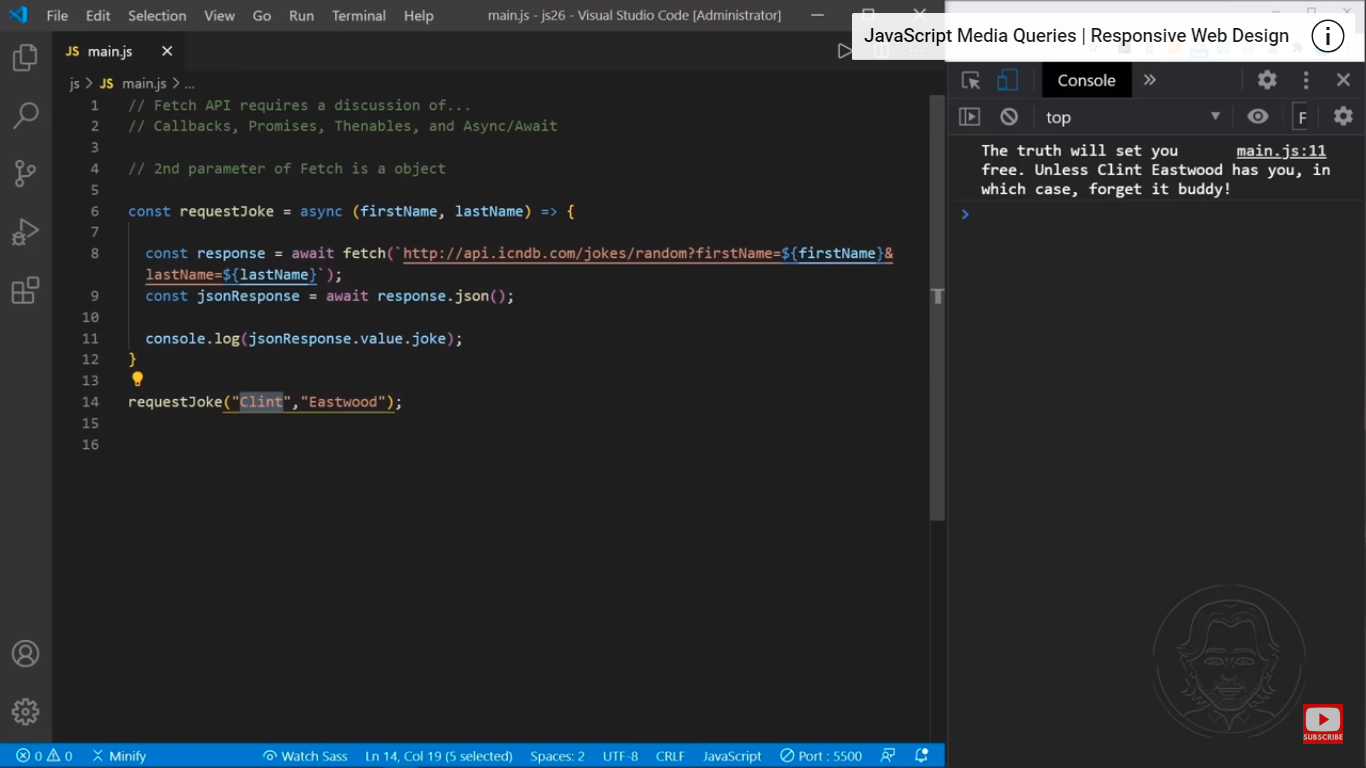 File Edit Selection View Go Run Terminal Help main.js - js26 - Visual Studio Code [Administrator]
JavaScript Media Queries | Responsive Web Design
JS main.js
js > JS main.js > ...
1 // Fetch API requires a discussion of...
2 // Callbacks, Promises, Thenables, and Async/Await
3
4 // 2nd parameter of Fetch is a object
5
6 const requestJoke = async (firstName, lastName) => {
7
8 const response = await fetch(`http://api.icndb.com/jokes/random?firstName=${firstName}&
lastName=${lastName}`);
9 const jsonResponse = await response.json();
10
11 console.log(jsonResponse.value.joke);
12 }
13
14 requestJoke("Clint","Eastwood");
15
16
Console
top
F
The truth will set you main.js:11
free. Unless Clint Eastwood has you, in
which case, forget it buddy!
SUBSCRIBE
0 0 Minify Watch Sass Ln 14, Col 19 (5 selected) Spaces: 2 UTF-8 CRLF JavaScript Port : 5500